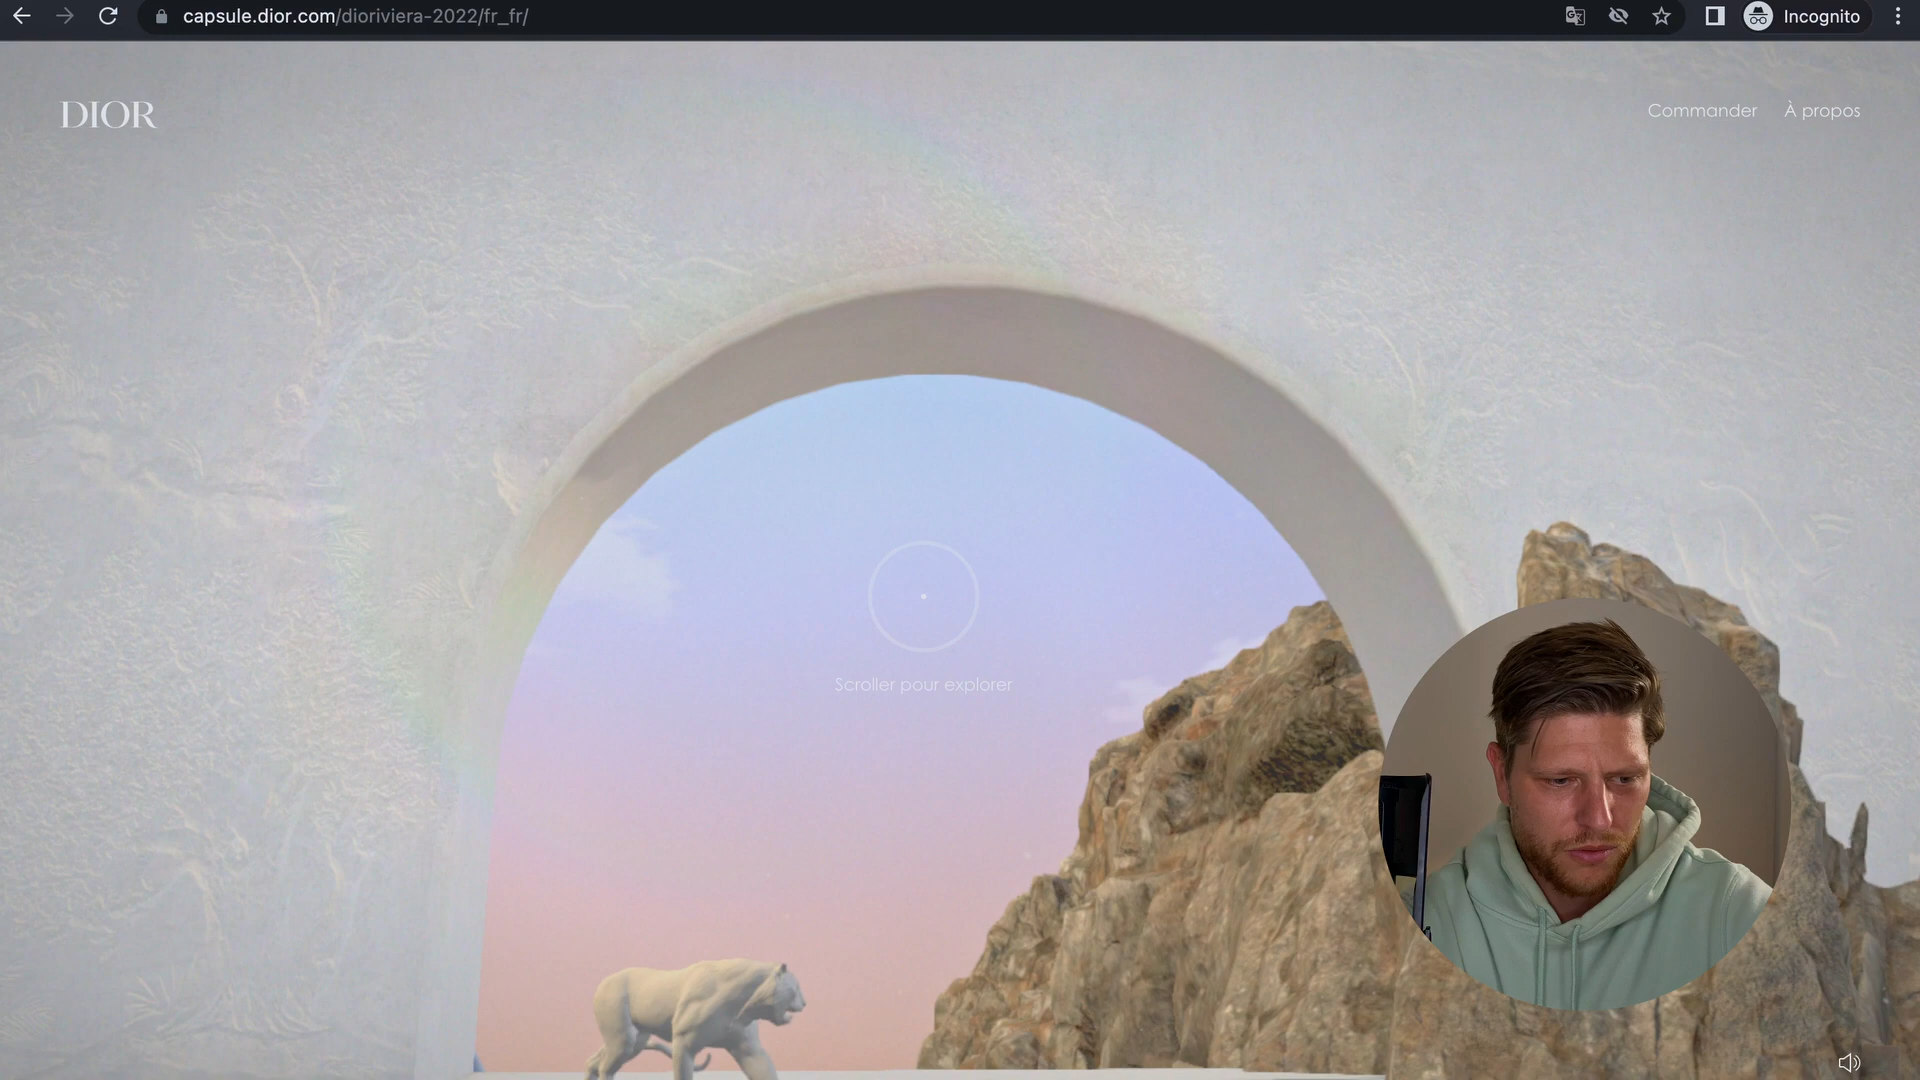 capsule.dior.com/dioriviera-2022/fr_fr/
Incognito
DIOR
Commander
À propos
Scroller pour explorer